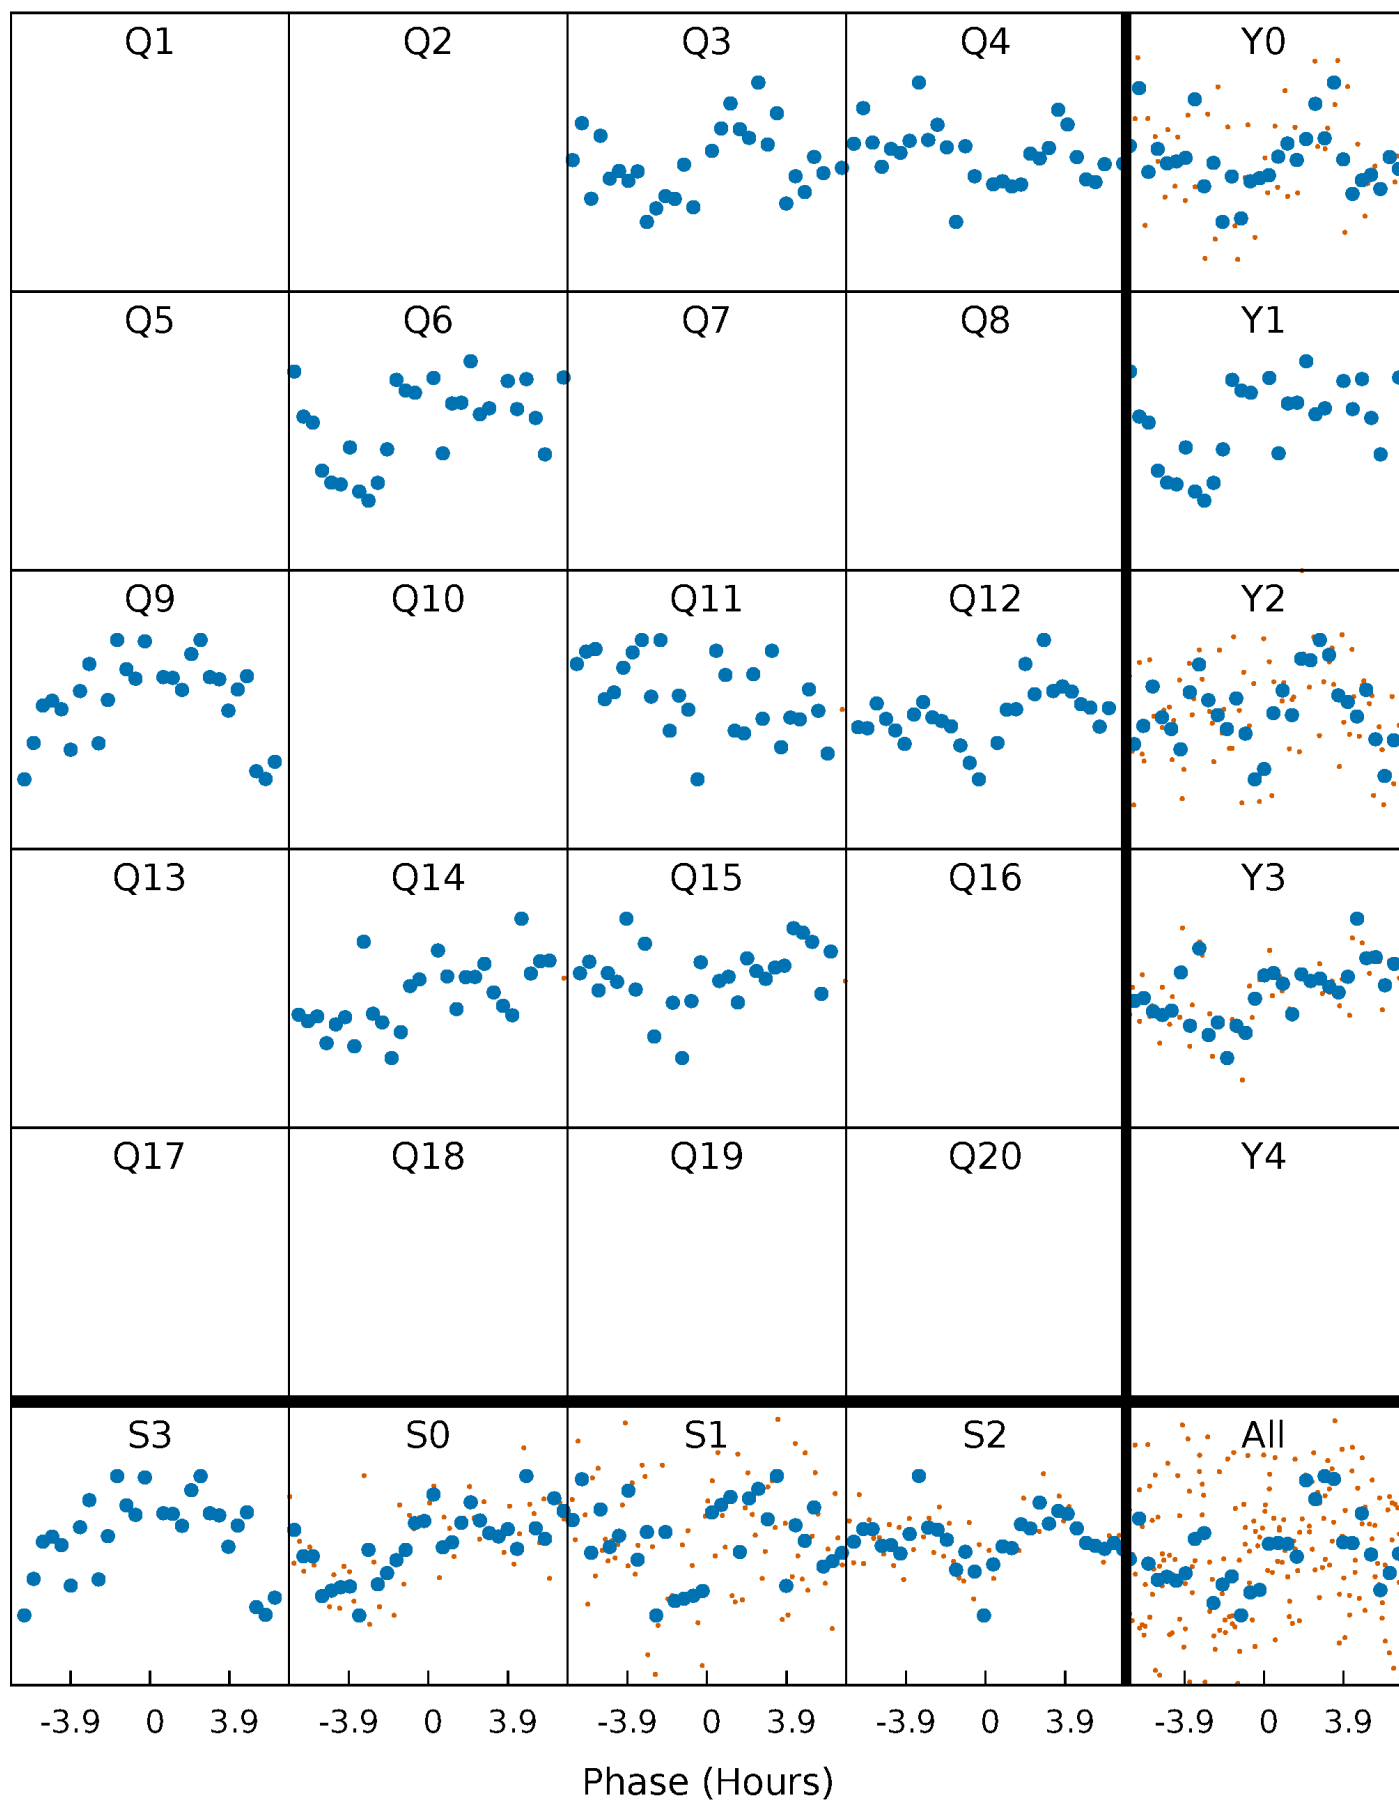 Q1 Q2 Q3 Q4 Y0
Q5 Q6 Q7 Q8 Y1
Q9 Q10 Q11 Q12 Y2
Q13 Q14 Q15 Q16 Y3
Q17 Q18 Q19 Q20 Y4
S3 S0 S1 S2 All
-3.9 0 3.9 -3.9 0 3.9 -3.9 0 3.9 -3.9 0 3.9 -3.9 0 3.9
Phase (Hours)